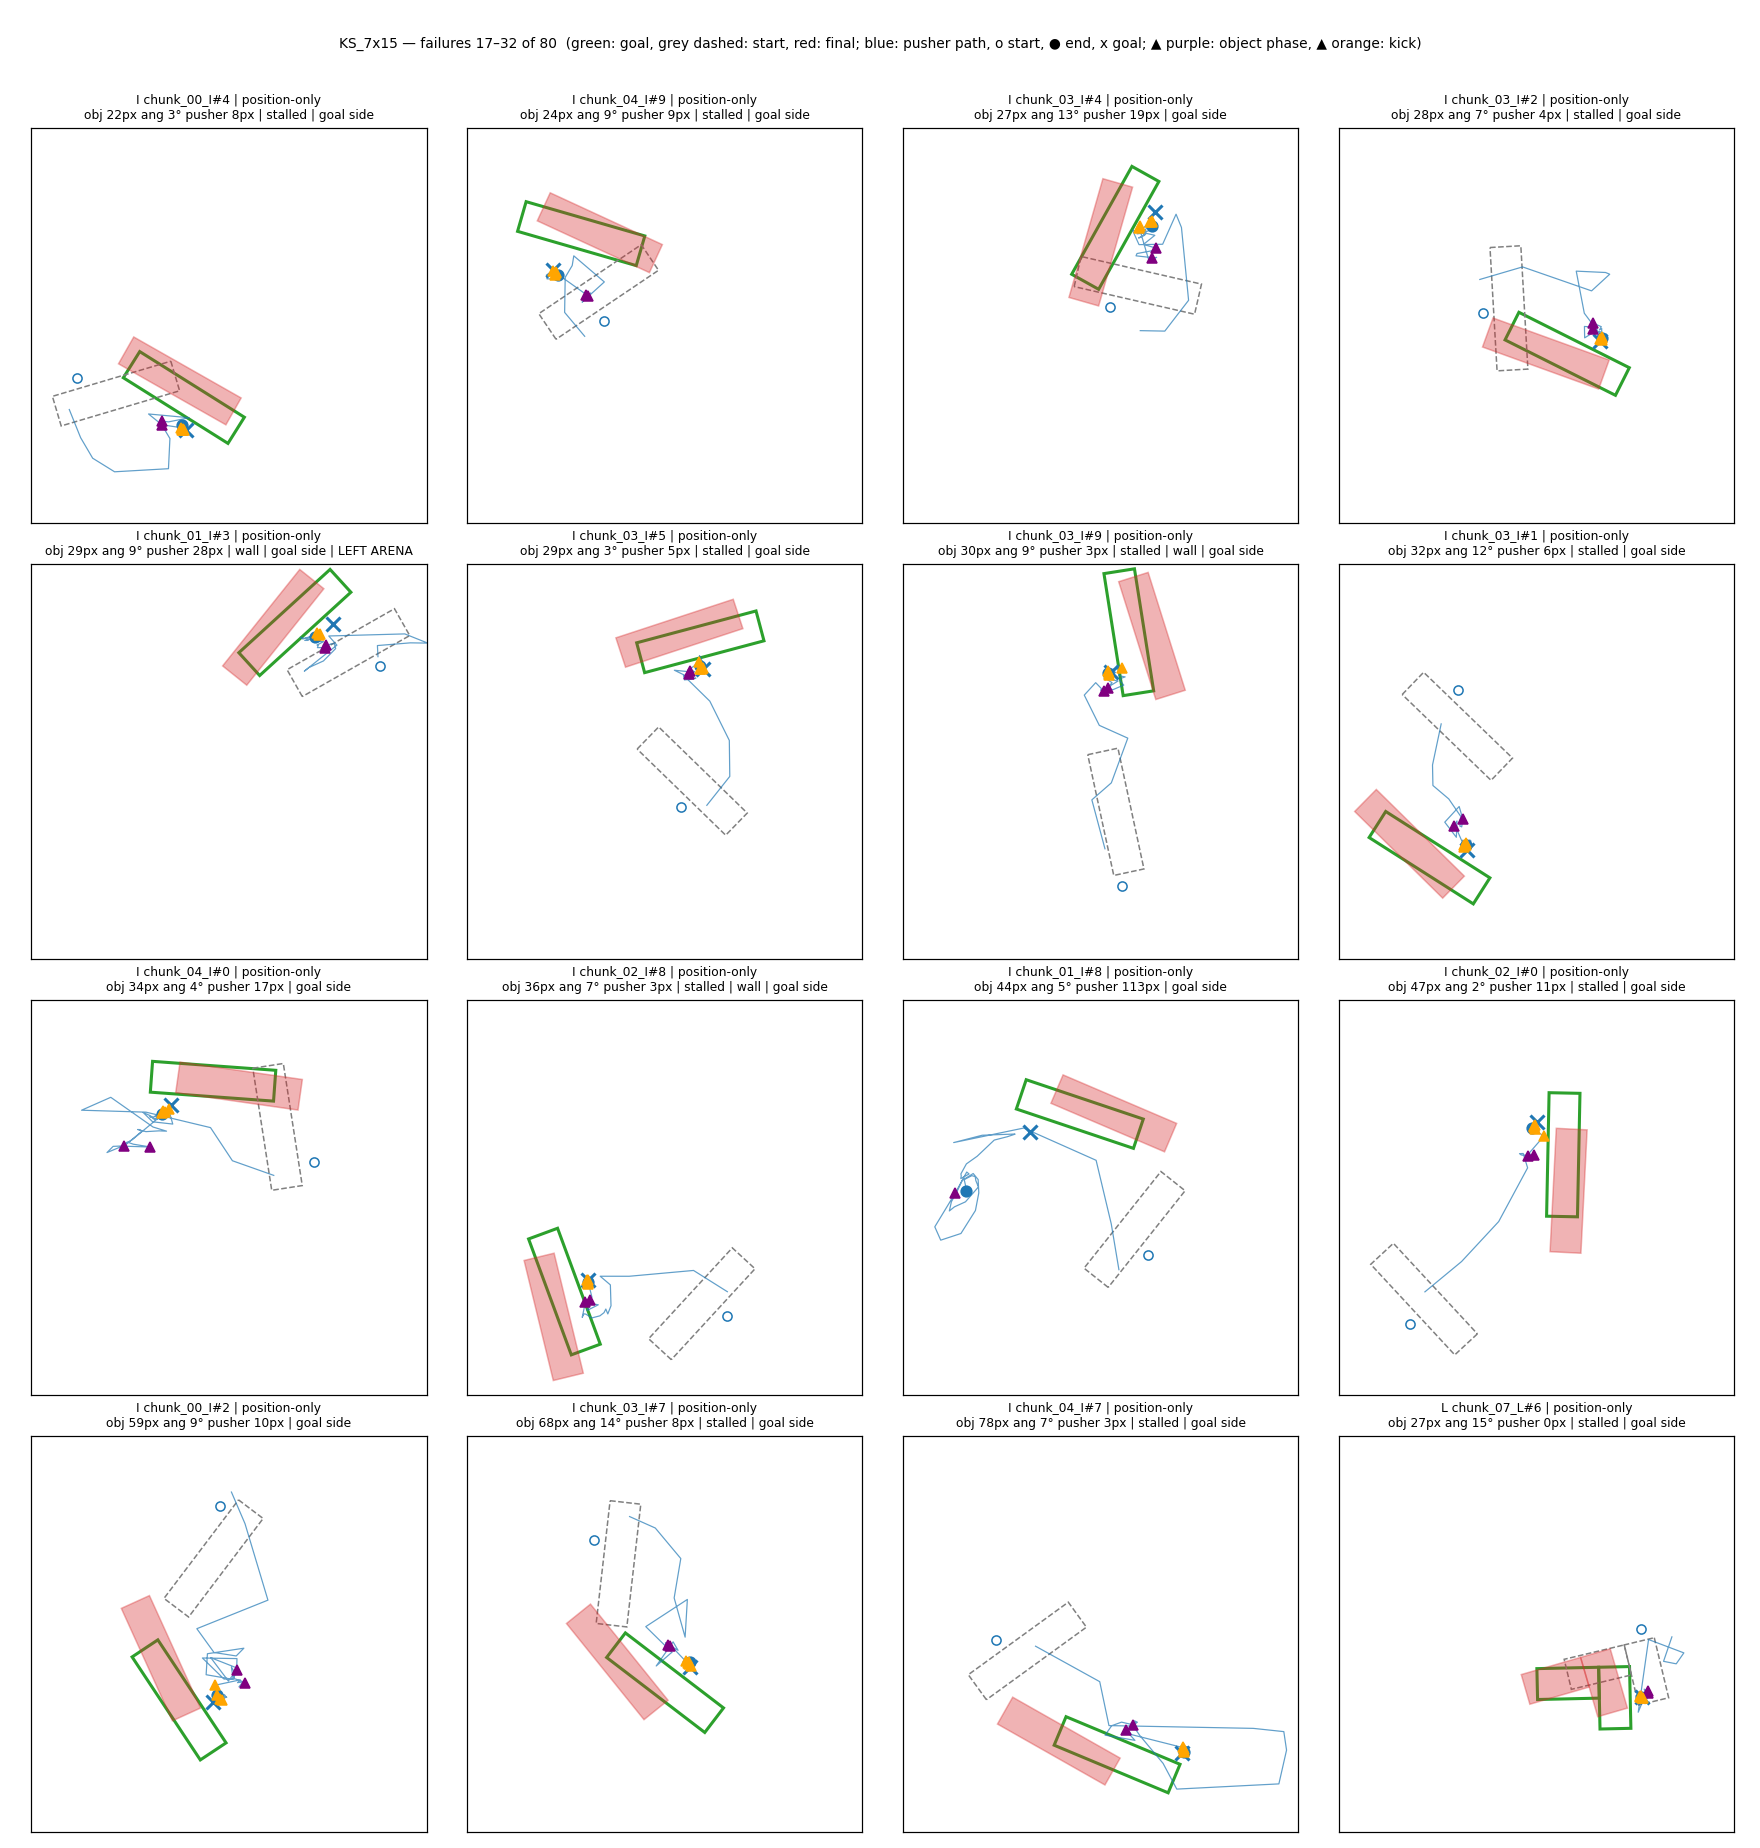 KS_7x15 — failures 17–32 of 80  (green: goal, grey dashed: start, red: final; blue: pusher path, o start, ● end, x goal; ▲ purple: object phase, ▲ orange: kick)
I chunk_00_I#4 | position-only
obj 22px ang 3° pusher 8px | stalled | goal side
I chunk_04_I#9 | position-only
obj 24px ang 9° pusher 9px | stalled | goal side
I chunk_03_I#4 | position-only
obj 27px ang 13° pusher 19px | goal side
I chunk_03_I#2 | position-only
obj 28px ang 7° pusher 4px | stalled | goal side
I chunk_01_I#3 | position-only
obj 29px ang 9° pusher 28px | wall | goal side | LEFT ARENA
I chunk_03_I#5 | position-only
obj 29px ang 3° pusher 5px | stalled | goal side
I chunk_03_I#9 | position-only
obj 30px ang 9° pusher 3px | stalled | wall | goal side
I chunk_03_I#1 | position-only
obj 32px ang 12° pusher 6px | stalled | goal side
I chunk_04_I#0 | position-only
obj 34px ang 4° pusher 17px | goal side
I chunk_02_I#8 | position-only
obj 36px ang 7° pusher 3px | stalled | wall | goal side
I chunk_01_I#8 | position-only
obj 44px ang 5° pusher 113px | goal side
I chunk_02_I#0 | position-only
obj 47px ang 2° pusher 11px | stalled | goal side
I chunk_00_I#2 | position-only
obj 59px ang 9° pusher 10px | goal side
I chunk_03_I#7 | position-only
obj 68px ang 14° pusher 8px | stalled | goal side
I chunk_04_I#7 | position-only
obj 78px ang 7° pusher 3px | stalled | goal side
L chunk_07_L#6 | position-only
obj 27px ang 15° pusher 0px | stalled | goal side